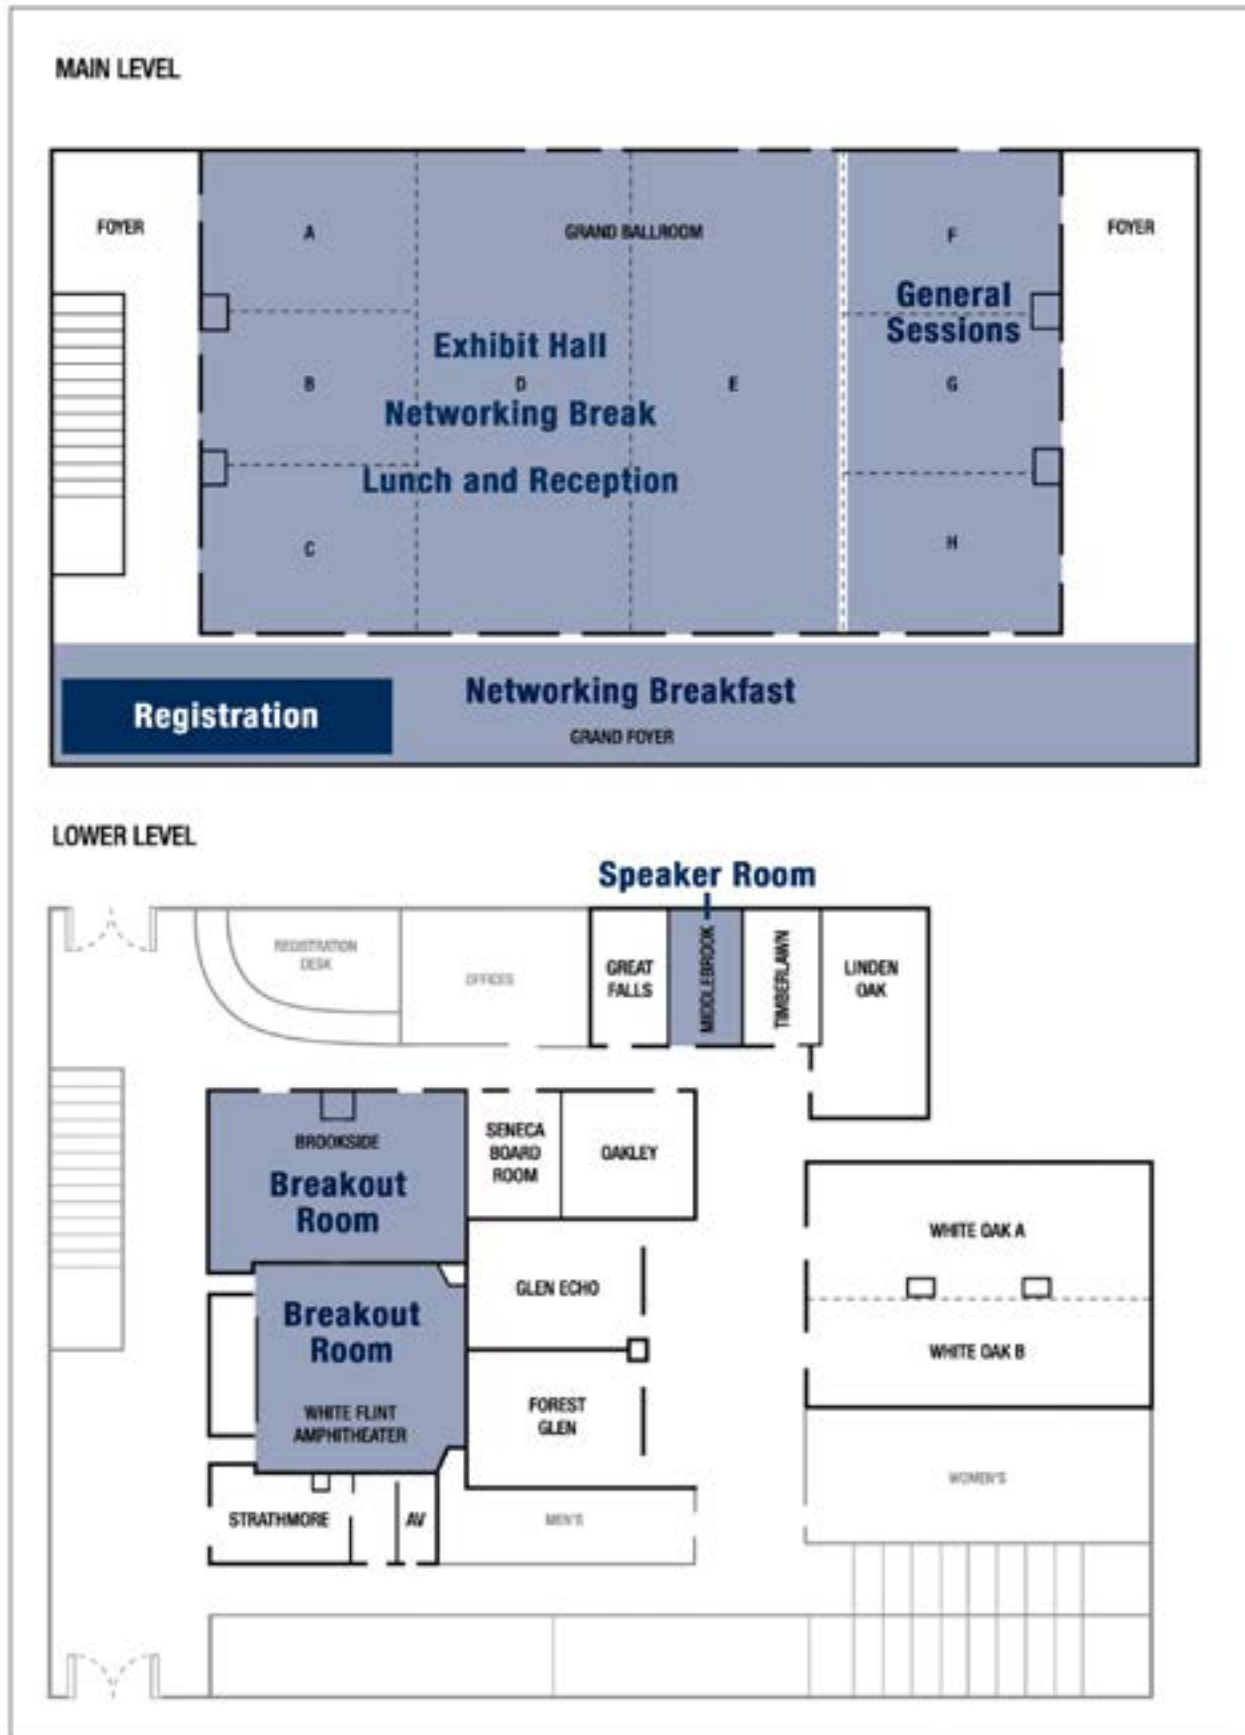 MAIN LEVEL
FOYER
A
GRAND BALLROOM
F
FOYER
General
Sessions
Exhibit Hall
B
D
E
G
Networking Break
Lunch and Reception
C
H
Registration
Networking Breakfast
GRAND FOYER
LOWER LEVEL
Speaker Room
REGISTRATION
DESK
OFFICES
GREAT
FALLS
MIDDLEBROOK
TIMBERLAWN
LINDEN
OAK
BROOKSIDE
Breakout
Room
SENECA
BOARD
ROOM
OAKLEY
WHITE OAK A
GLEN ECHO
Breakout
Room
WHITE OAK B
WHITE FLINT
AMPHITHEATER
FOREST
GLEN
WOMEN'S
STRATHMORE
AV
MEN'S